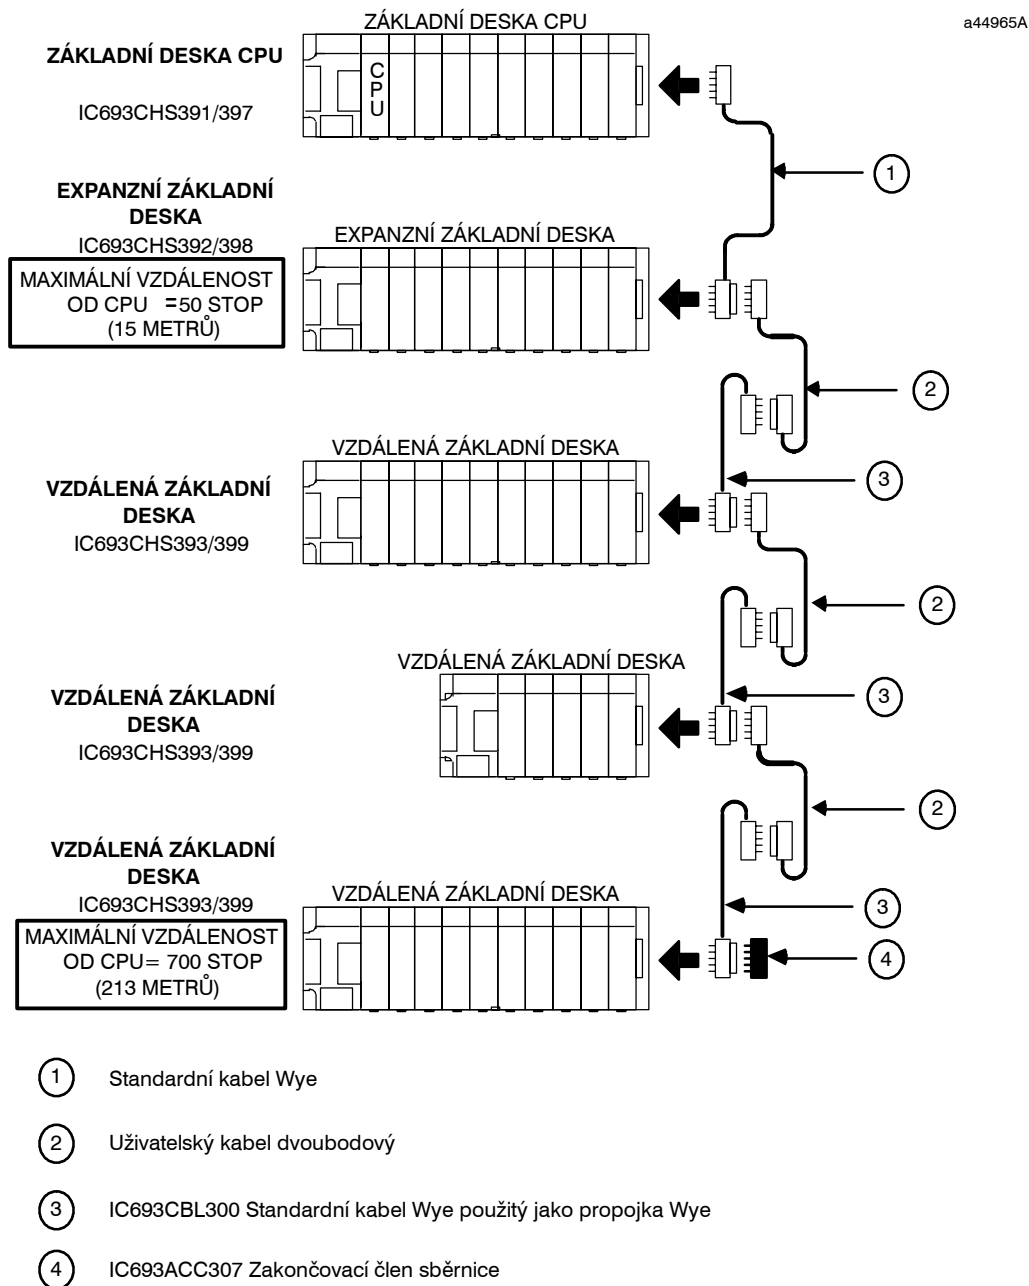 ZÁKLADNÍ DESKA CPU
a44965A
ZÁKLADNÍ DESKA CPU
IC693CHS391/397
CPU
1
EXPANZNÍ ZÁKLADNÍ
DESKA
IC693CHS392/398
EXPANZNÍ ZÁKLADNÍ DESKA
MAXIMÁLNÍ VZDÁLENOST
OD CPU =50 STOP
(15 METRŮ)
2
VZDÁLENÁ ZÁKLADNÍ DESKA
3
VZDÁLENÁ ZÁKLADNÍ
DESKA
IC693CHS393/399
2
VZDÁLENÁ ZÁKLADNÍ DESKA
3
VZDÁLENÁ ZÁKLADNÍ
DESKA
IC693CHS393/399
2
VZDÁLENÁ ZÁKLADNÍ
DESKA
IC693CHS393/399
VZDÁLENÁ ZÁKLADNÍ DESKA
3
MAXIMÁLNÍ VZDÁLENOST
OD CPU= 700 STOP
(213 METRŮ)
4
1 Standardní kabel Wye
2 Uživatelský kabel dvoubodový
3 IC693CBL300 Standardní kabel Wye použitý jako propojka Wye
4 IC693ACC307 Zakončovací člen sběrnice